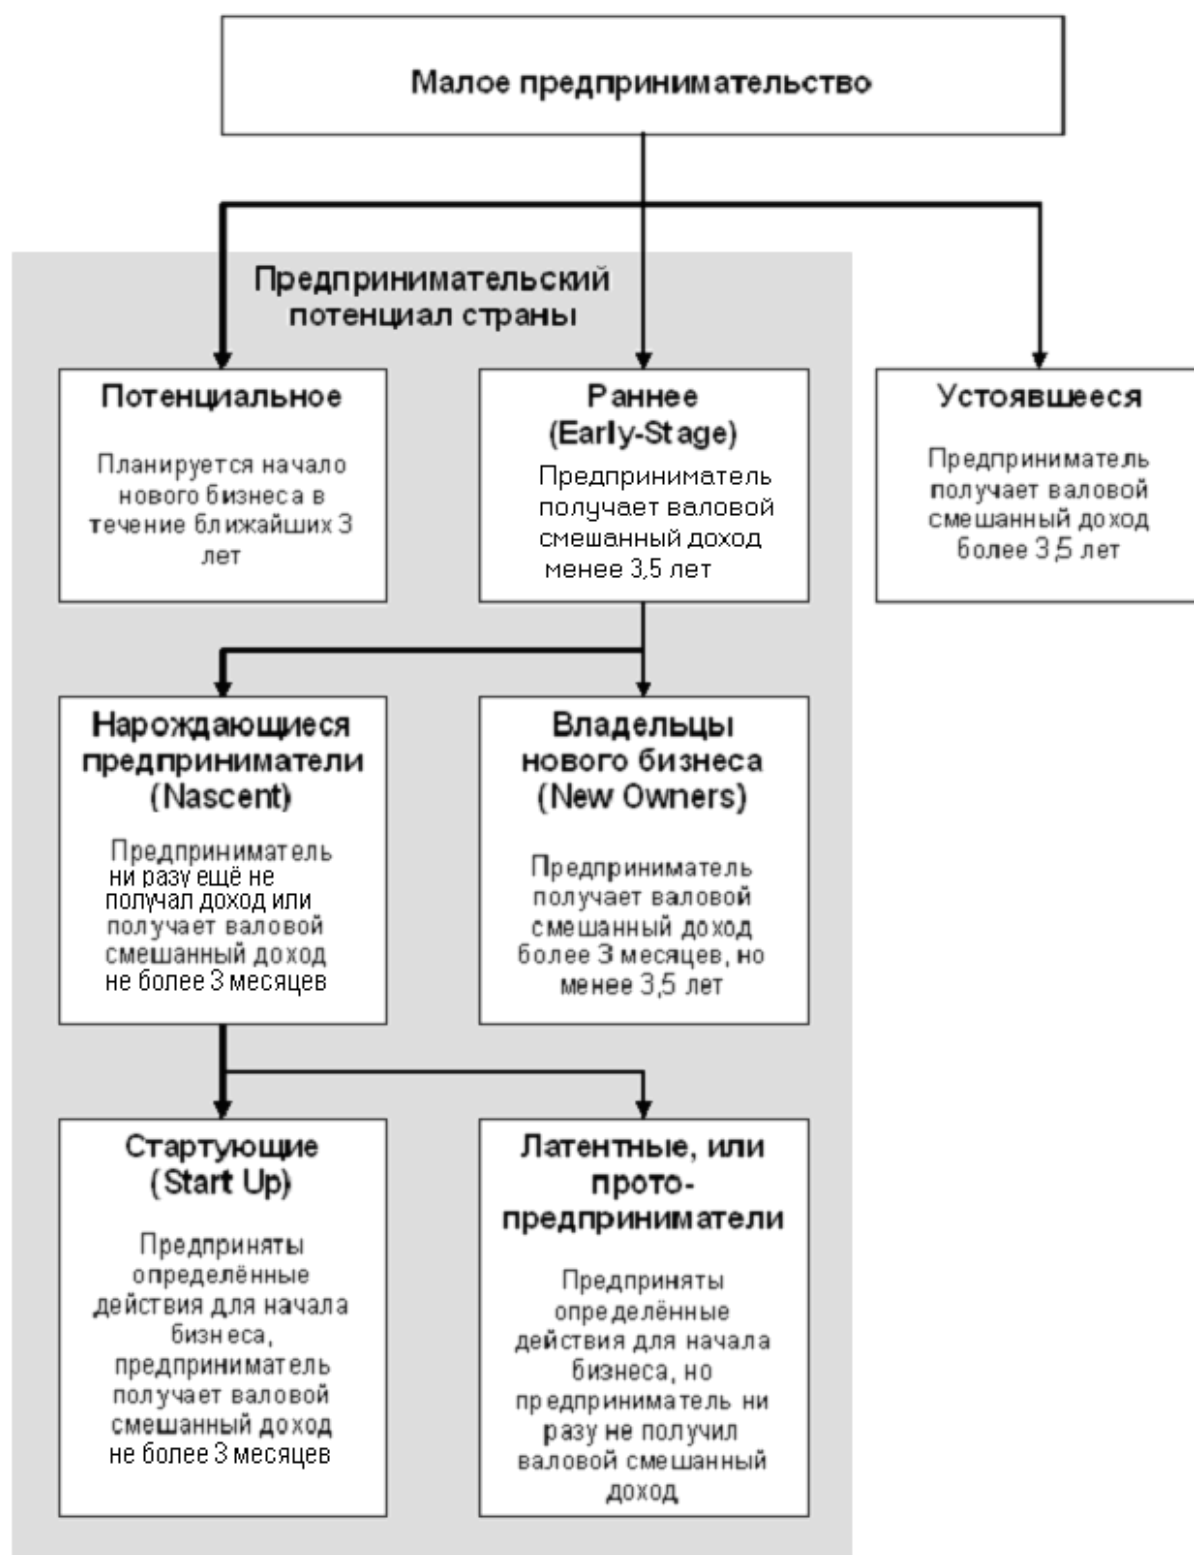 Малое предпринимательство
Предпринимательский
потенциал страны
Потенциальное
Планируется начало
нового бизнеса в
течение ближайших 3
лет
Раннее
(Early-Stage)
Предприниматель
получает валовой
смешанный доход
менее 3,5 лет
Устоявшееся
Предприниматель
получает валовой
смешанный доход
более 3,5 лет
Нарождающиеся
предприниматели
(Nascent)
Предприниматель
ни разу ещё не
получал доход или
получает валовой
смешанный доход
не более 3 месяцев
Владельцы
нового бизнеса
(New Owners)
Предприниматель
получает валовой
смешанный доход
более 3 месяцев, но
менее 3,5 лет
Стартующие
(Start Up)
Предприняты
определённые
действия для начала
бизнеса,
предприниматель
получает валовой
смешанный доход
не более 3 месяцев
Латентные, или
прото-
предприниматели
Предприняты
определённые
действия для начала
бизнеса, но
предприниматель ни
разу не получил
валовой смешанный
доход